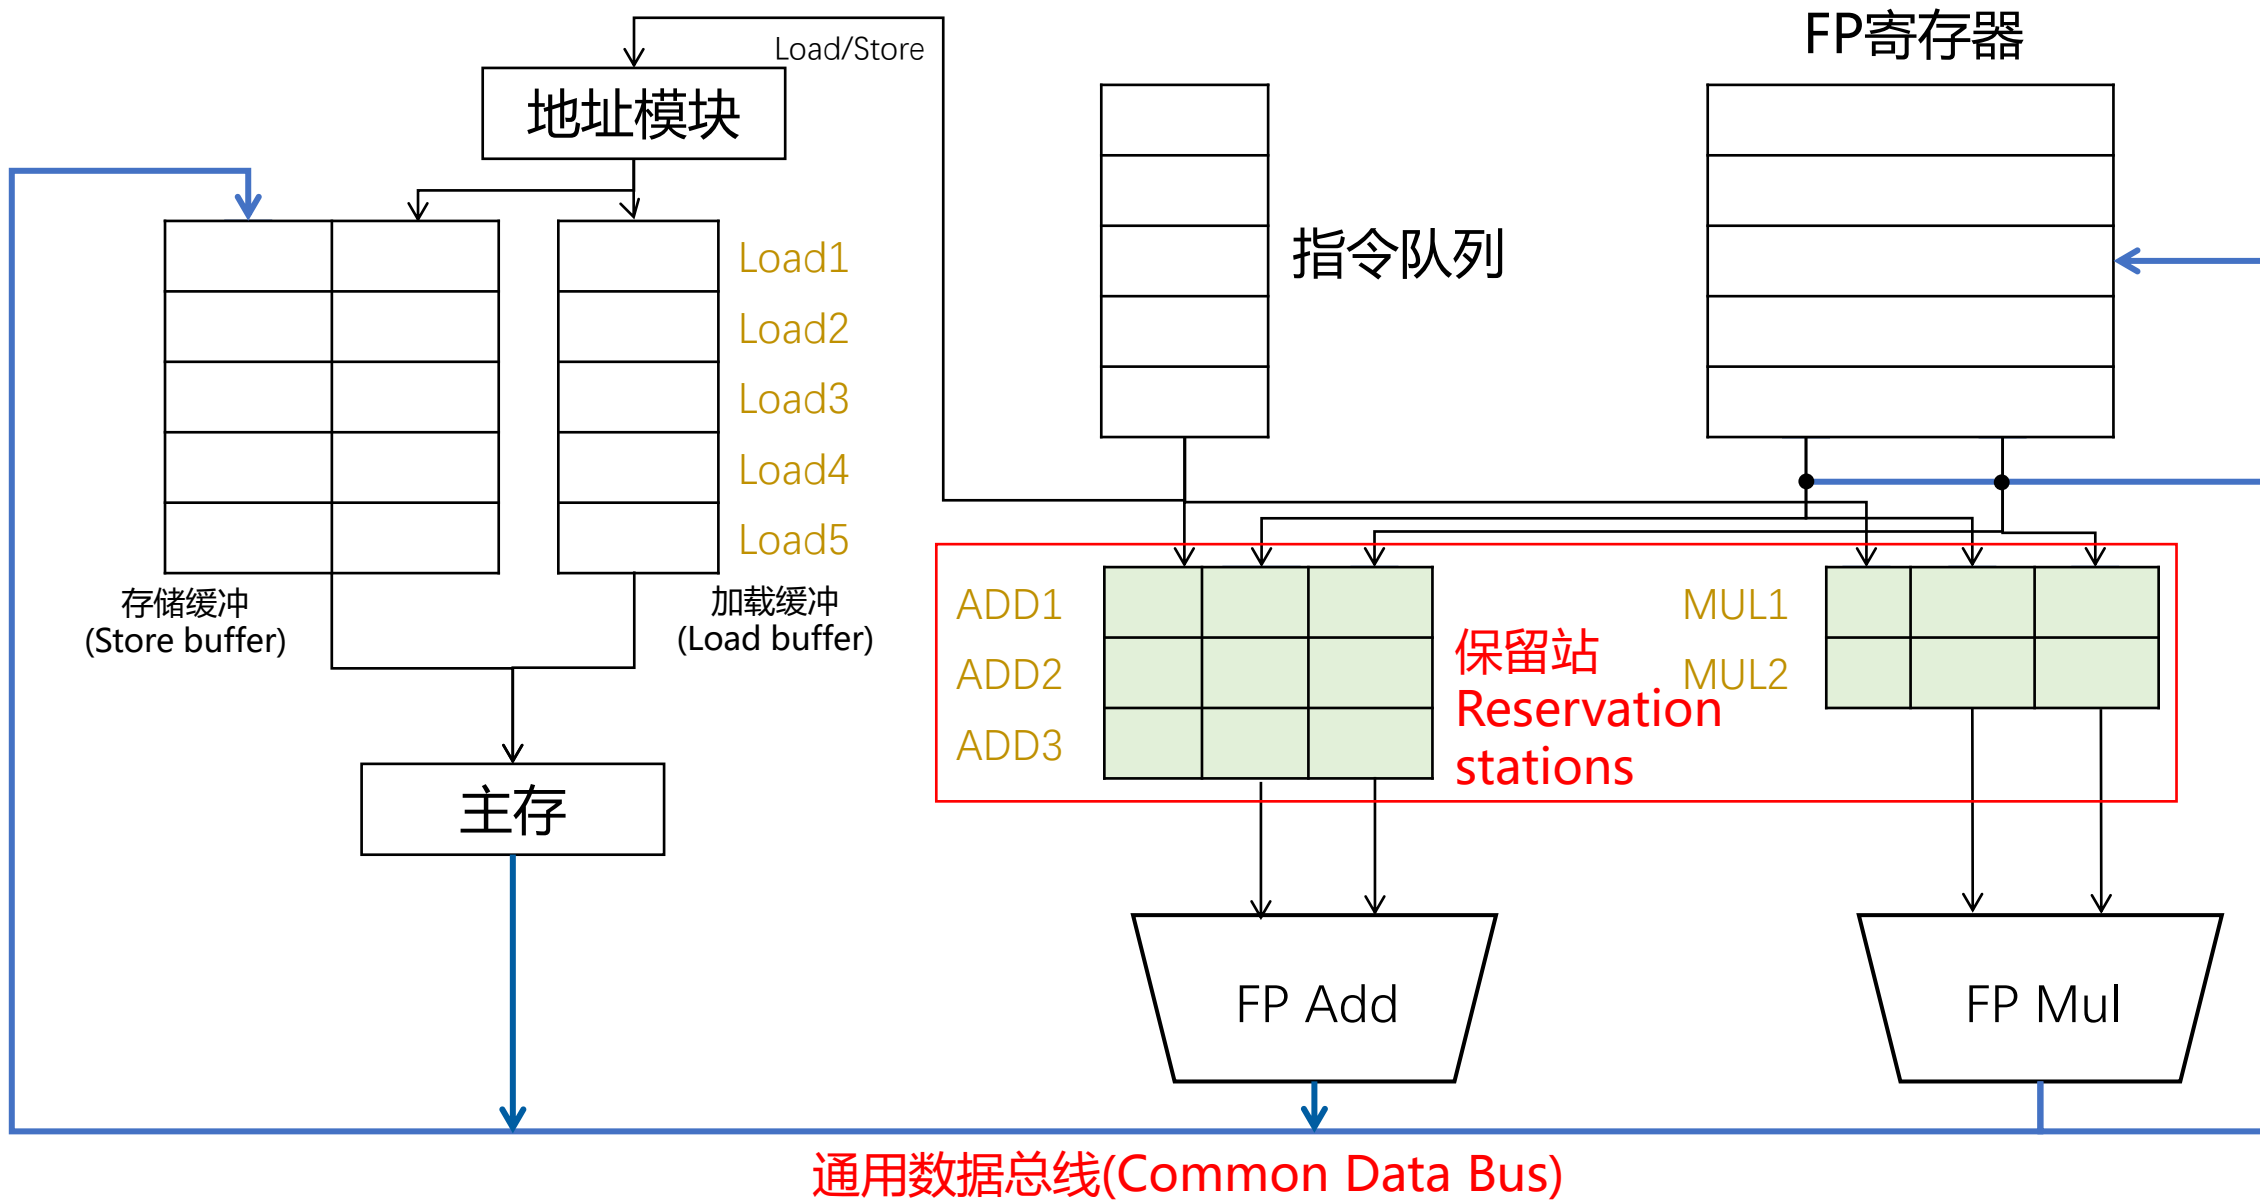 FP寄存器
Load/Store
地址模块
指令队列
Load1
Load2
Load3
Load4
Load5
存储缓冲
(Store buffer)
加载缓冲
(Load buffer)
ADD1
ADD2
ADD3
保留站
Reservation
stations
MUL1
MUL2
主存
FP Add
FP Mul
通用数据总线(Common Data Bus)